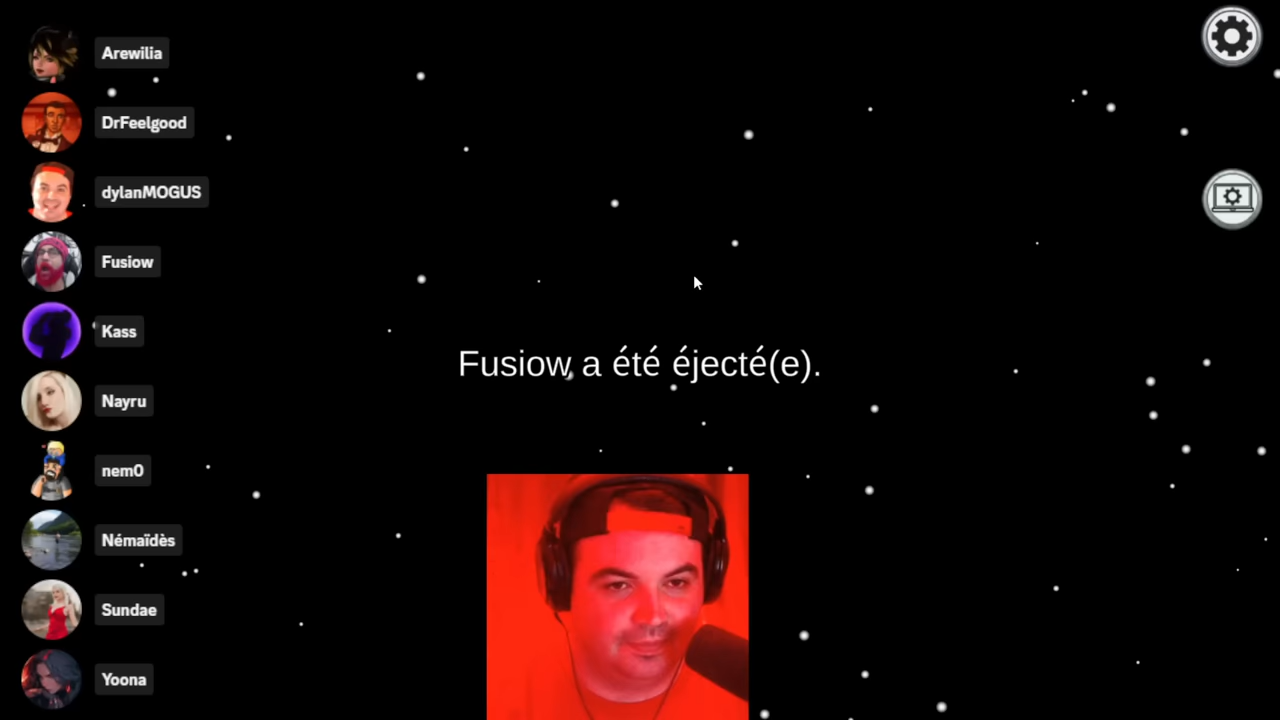 Arewilia
DrFeelgood
dylanMOGUS
Fusiow
Kass
Fusiow a été éjecté(e).
Nayru
nem0
Némaïdès
Sundae
Yoona